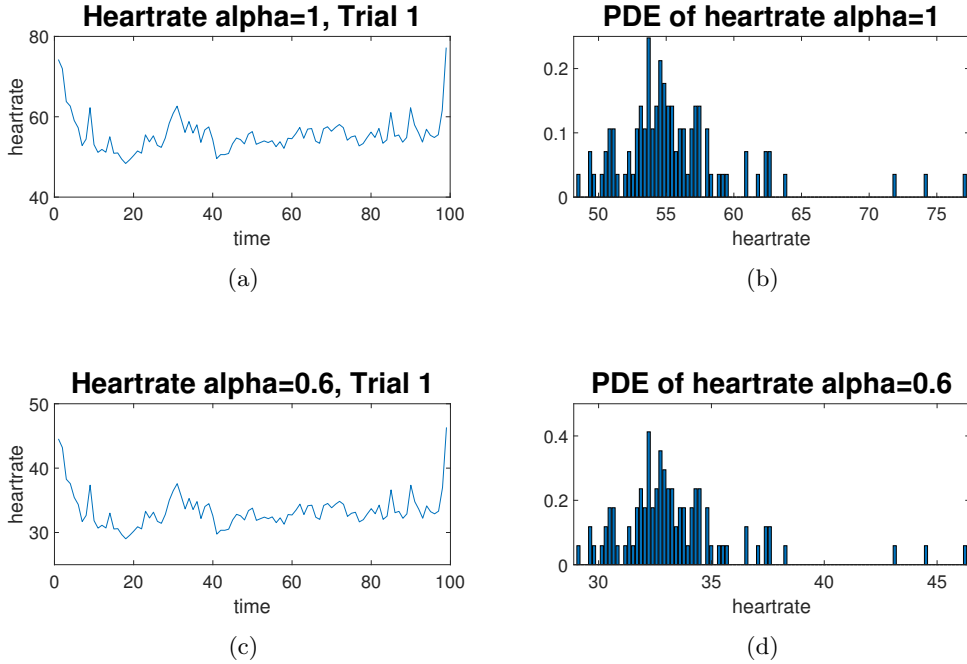 Heartrate alpha=1, Trial 1
80
60
40
heartrate
0 20 40 60 80 100
time
(a)
PDE of heartrate alpha=1
0.2
0.1
0
50 55 60 65 70 75
heartrate
(b)
Heartrate alpha=0.6, Trial 1
50
40
30
heartrate
0 20 40 60 80 100
time
(c)
PDE of heartrate alpha=0.6
0.4
0.2
0
30 35 40 45
heartrate
(d)